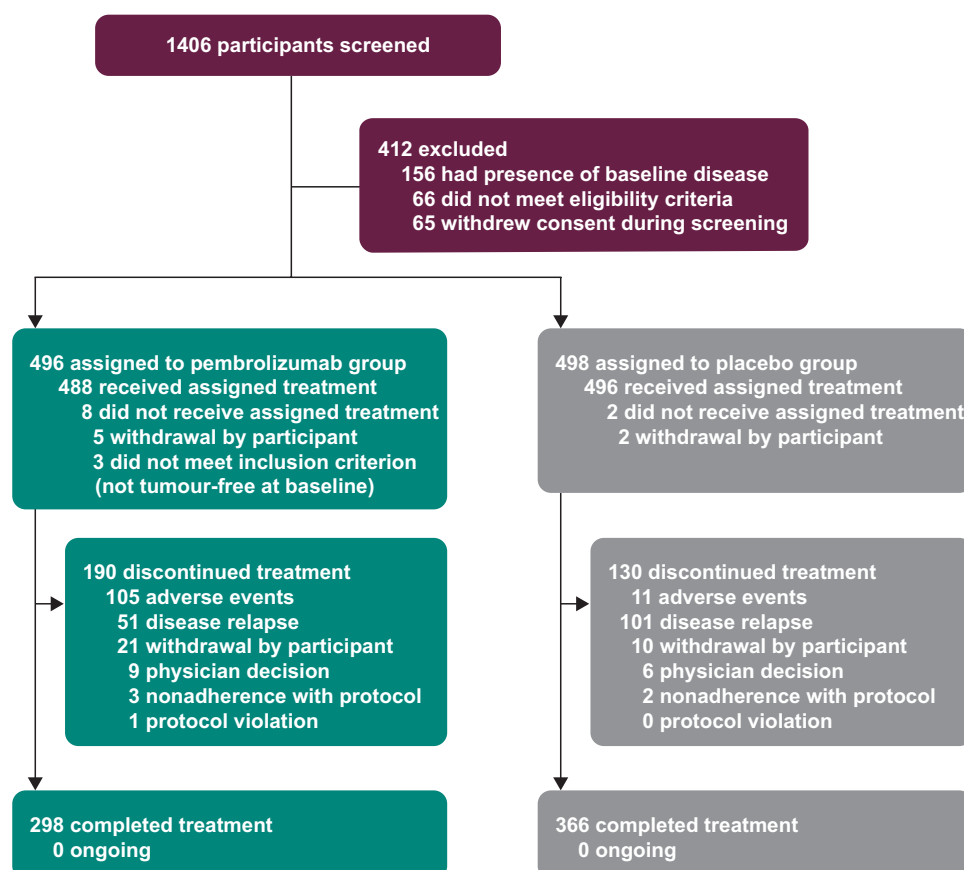 1406 participants screened
412 excluded
156 had presence of baseline disease
66 did not meet eligibility criteria
65 withdrew consent during screening
496 assigned to pembrolizumab group
488 received assigned treatment
8 did not receive assigned treatment
5 withdrawal by participant
3 did not meet inclusion criterion
(not tumour-free at baseline)
498 assigned to placebo group
496 received assigned treatment
2 did not receive assigned treatment
2 withdrawal by participant
190 discontinued treatment
105 adverse events
51 disease relapse
21 withdrawal by participant
9 physician decision
3 nonadherence with protocol
1 protocol violation
130 discontinued treatment
11 adverse events
101 disease relapse
10 withdrawal by participant
6 physician decision
2 nonadherence with protocol
0 protocol violation
298 completed treatment
0 ongoing
366 completed treatment
0 ongoing